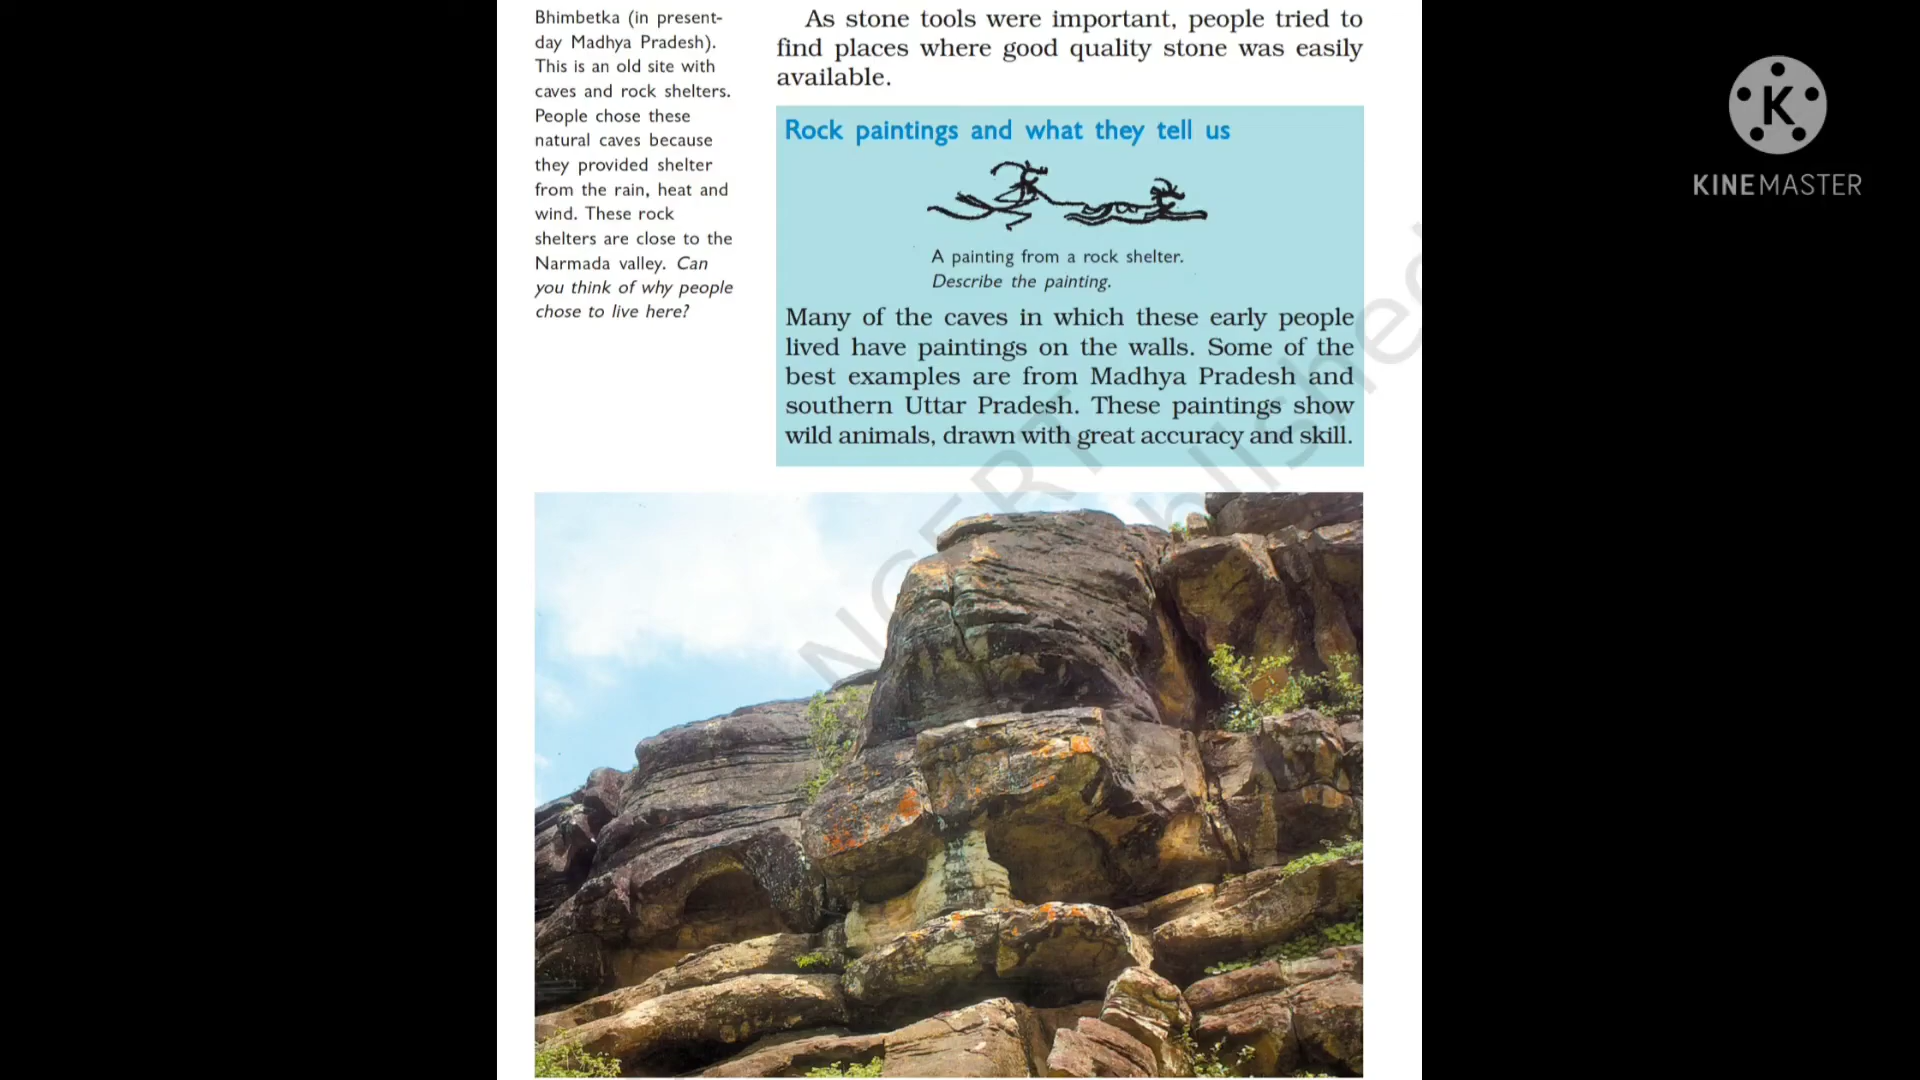 Bhimbetka (in present-
day Madhya Pradesh).
This is an old site with
caves and rock shelters.
People chose these
natural caves because
they provided shelter
from the rain, heat and
wind. These rock
shelters are close to the
Narmada valley. Can
you think of why people
chose to live here?
As stone tools were important, people tried to
find places where good quality stone was easily
available.
Rock paintings and what they tell us
A painting from a rock shelter.
Describe the painting.
Many of the caves in which these early people
lived have paintings on the walls. Some of the
best examples are from Madhya Pradesh and
southern Uttar Pradesh. These paintings show
wild animals, drawn with great accuracy and skill.
NCERT
K
KINEMASTER